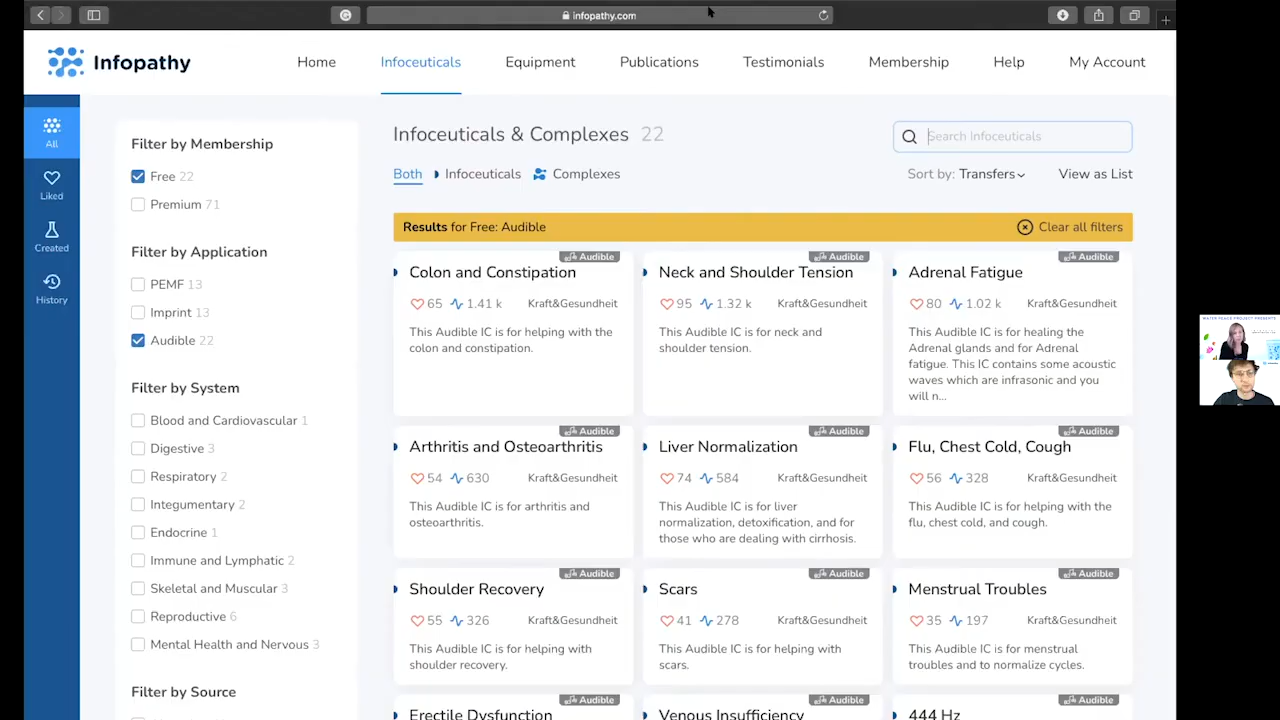 infopathy.com
Infopathy
Home
Infoceuticals
Equipment
Publications
Testimonials
Membership
Help
My Account
All
Liked
Created
History
Filter by Membership
Free 22
Premium 71
Filter by Application
PEMF 13
Imprint 13
Audible 22
Filter by System
Blood and Cardiovascular 1
Digestive 3
Respiratory 2
Integumentary 2
Endocrine 1
Immune and Lymphatic 2
Skeletal and Muscular 3
Reproductive 6
Mental Health and Nervous 3
Filter by Source
Infoceuticals & Complexes 22
Search Infoceuticals
Both
Infoceuticals
Complexes
Sort by: Transfers
View as List
Results for Free: Audible
Clear all filters
Audible
Colon and Constipation
65 1.41 k Kraft&Gesundheit
This Audible IC is for helping with the
colon and constipation.
Audible
Neck and Shoulder Tension
95 1.32 k Kraft&Gesundheit
This Audible IC is for neck and
shoulder tension.
Audible
Adrenal Fatigue
80 1.02 k Kraft&Gesundheit
This Audible IC is for healing the
Adrenal glands and for Adrenal
fatigue. This IC contains some acoustic
waves which are infrasonic and you
will n...
Audible
Arthritis and Osteoarthritis
54 630 Kraft&Gesundheit
This Audible IC is for arthritis and
osteoarthritis.
Audible
Liver Normalization
74 584 Kraft&Gesundheit
This Audible IC is for liver
normalization, detoxification, and for
those who are dealing with cirrhosis.
Audible
Flu, Chest Cold, Cough
56 328 Kraft&Gesundheit
This Audible IC is for helping with the
flu, chest cold, and cough.
Audible
Shoulder Recovery
55 326 Kraft&Gesundheit
This Audible IC is for helping with
shoulder recovery.
Audible
Scars
41 278 Kraft&Gesundheit
This Audible IC is for helping with
scars.
Audible
Menstrual Troubles
35 197 Kraft&Gesundheit
This Audible IC is for menstrual
troubles and to normalize cycles.
Audible
Erectile Dysfunction
Audible
Venous Insufficiency
Audible
444 Hz
WATER PEACE PROJECT PRESENTS